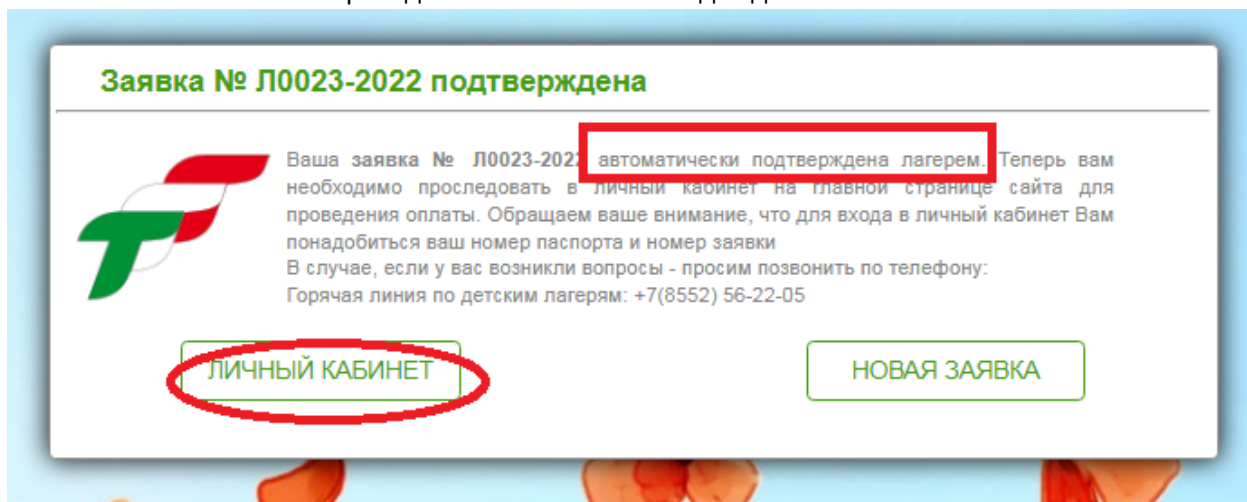 Заявка № Л0023-2022 подтверждена
Ваша заявка № Л0023-2022 автоматически подтверждена лагерем. Теперь вам
необходимо проследовать в личный кабинет на главной странице сайта для
проведения оплаты. Обращаем ваше внимание, что для входа в личный кабинет Вам
понадобиться ваш номер паспорта и номер заявки
В случае, если у вас возникли вопросы - просим позвонить по телефону:
Горячая линия по детским лагерям: +7(8552) 56-22-05
ЛИЧНЫЙ КАБИНЕТ
НОВАЯ ЗАЯВКА